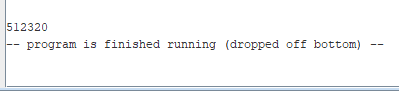 512320
-- program is finished running (dropped off bottom) --